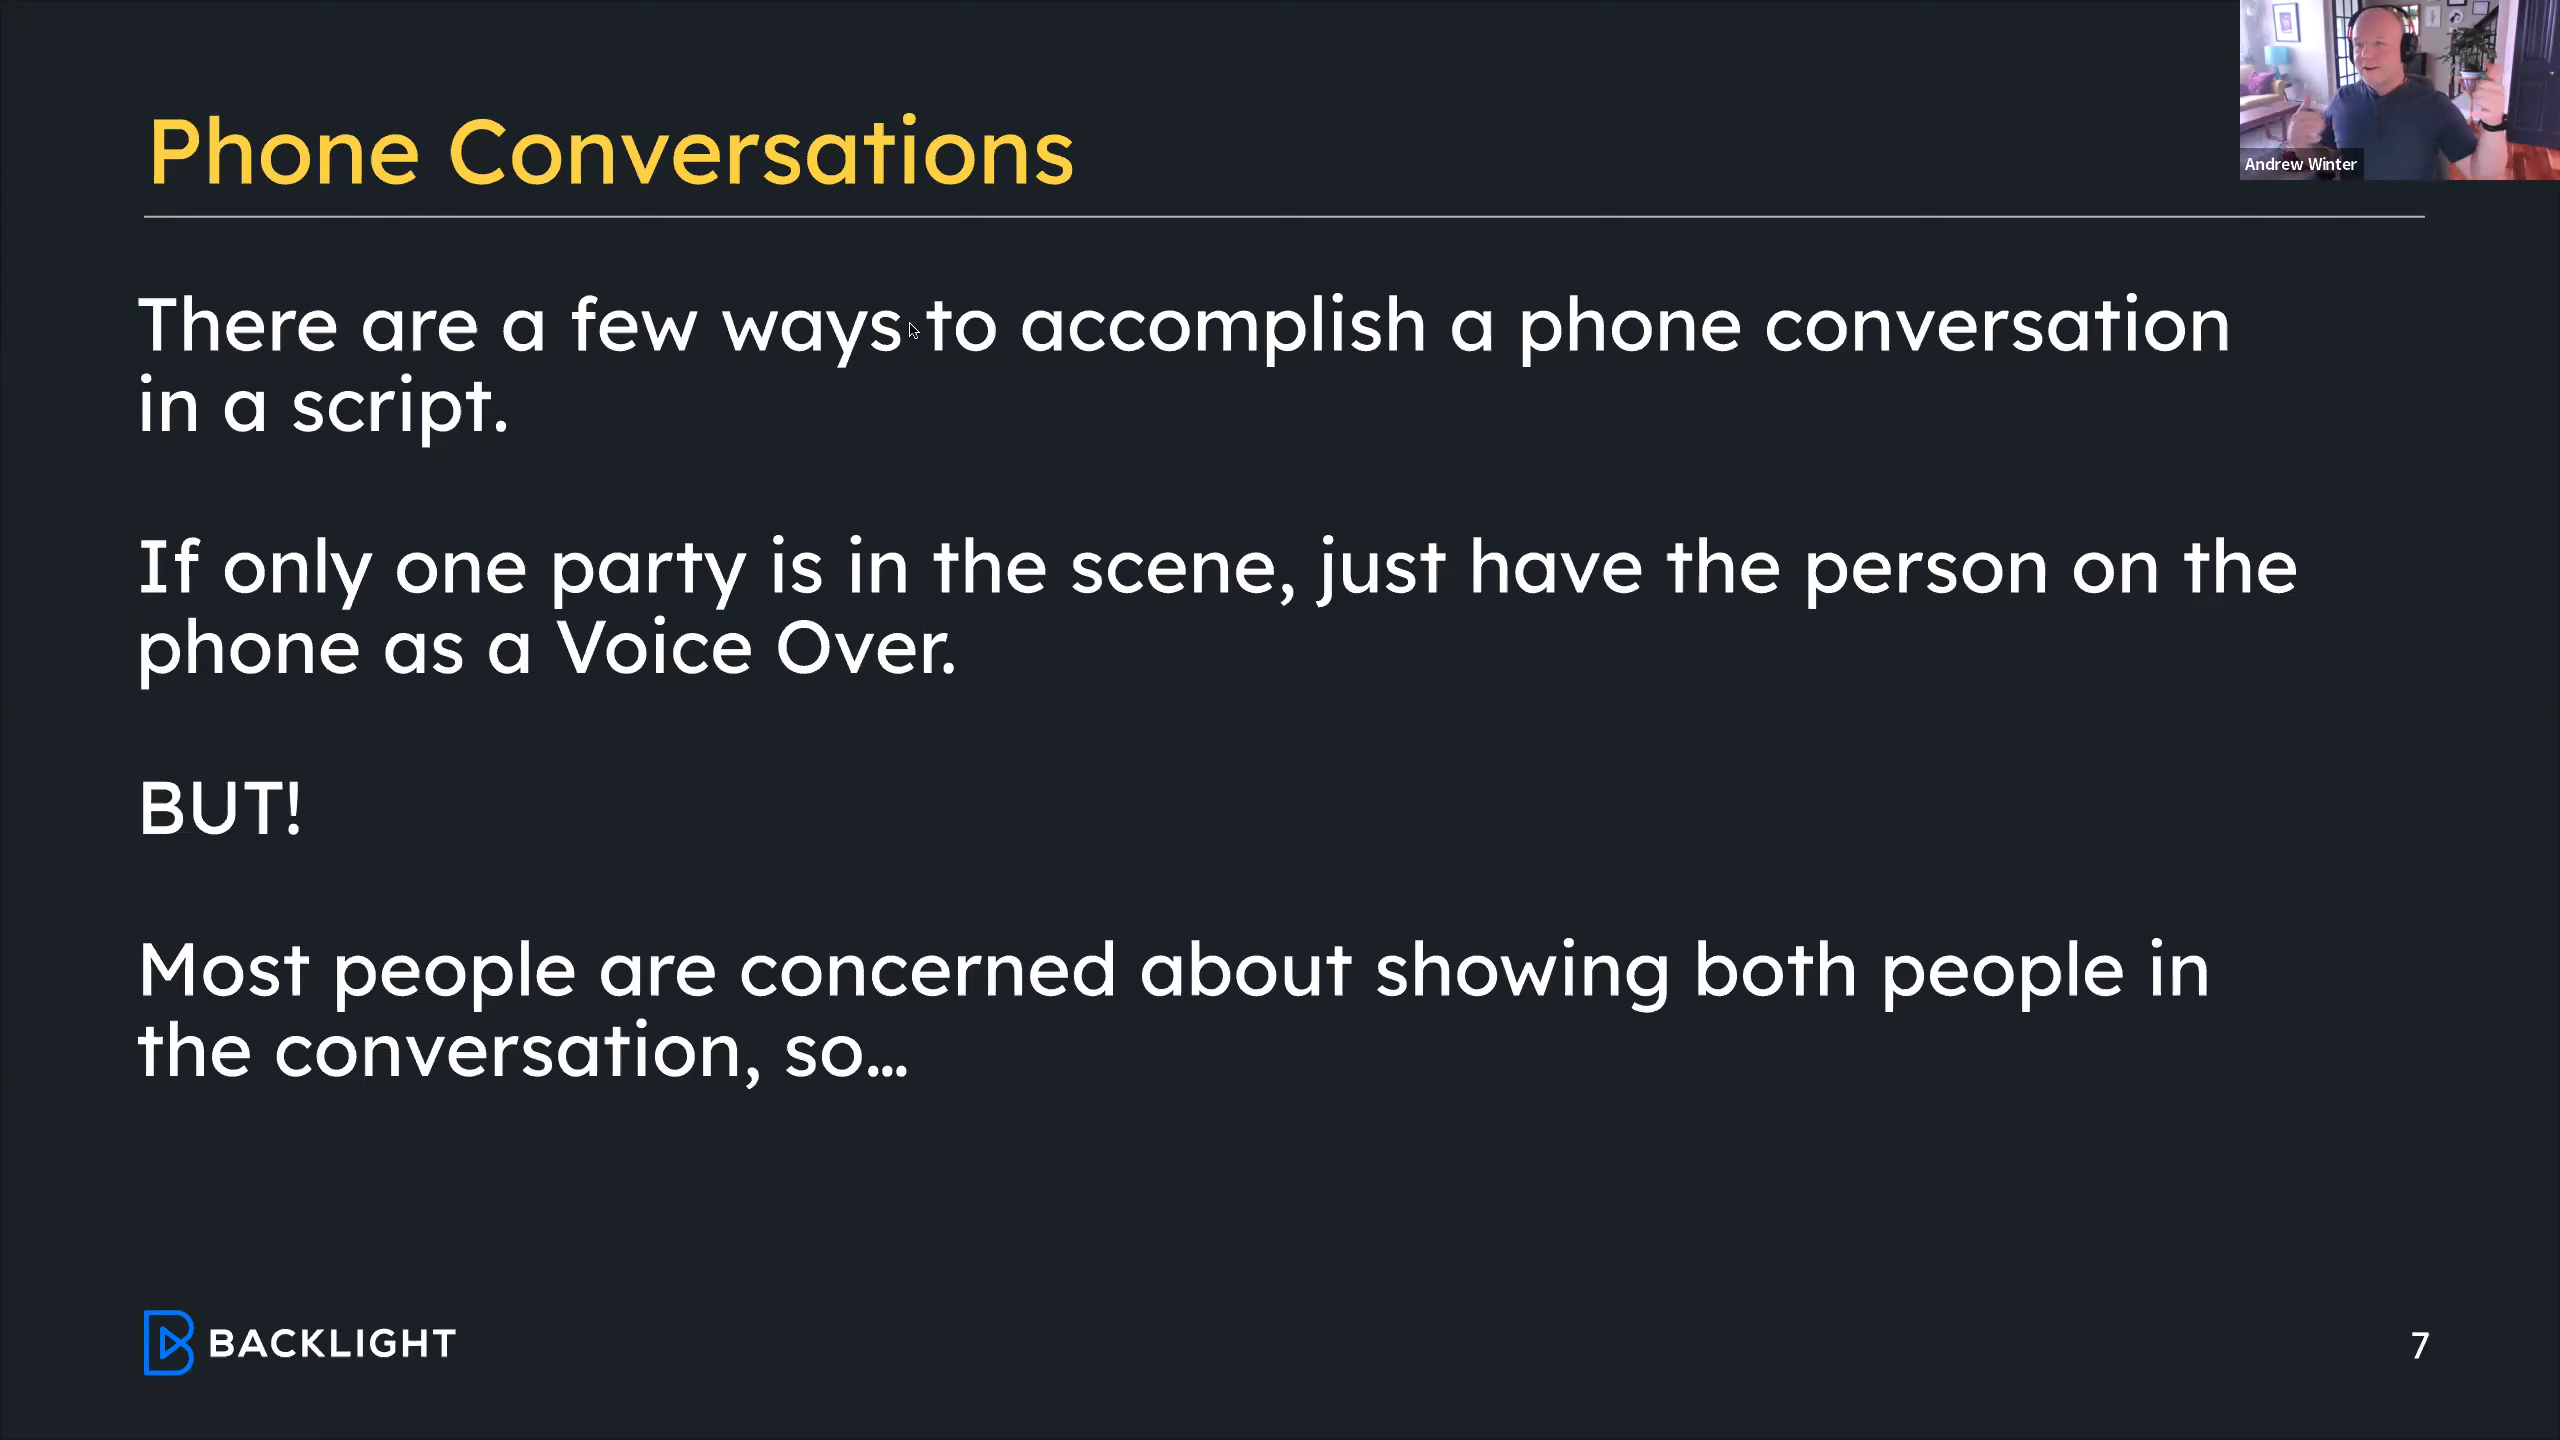 Phone Conversations
Andrew Winter
There are a few ways to accomplish a phone conversation
in a script.
If only one party is in the scene, just have the person on the
phone as a Voice Over.
BUT!
Most people are concerned about showing both people in
the conversation, so...
BACKLIGHT
7